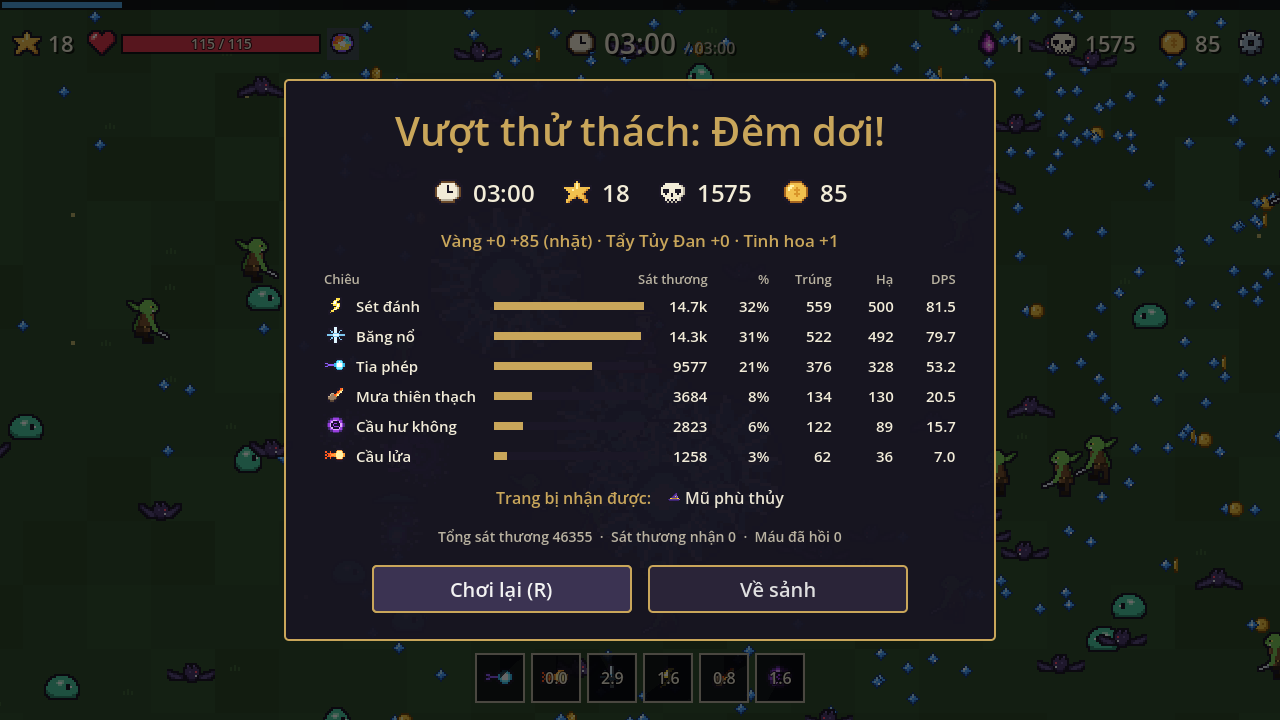 18 115 / 115 03:00 / 03:00 1 1575 85
Vượt thử thách: Đêm dơi!
03:00 18 1575 85
Vàng +0 +85 (nhặt) · Tẩy Tủy Đan +0 · Tinh hoa +1
Chiêu Sát thương % Trúng Hạ DPS
Sét đánh 14.7k 32% 559 500 81.5
Băng nổ 14.3k 31% 522 492 79.7
Tia phép 9577 21% 376 328 53.2
Mưa thiên thạch 3684 8% 134 130 20.5
Cầu hư không 2823 6% 122 89 15.7
Cầu lửa 1258 3% 62 36 7.0
Trang bị nhận được: Mũ phù thủy
Tổng sát thương 46355 · Sát thương nhận 0 · Máu đã hồi 0
Chơi lại (R) Về sảnh
0.0 2.9 1.6 0.8 1.6